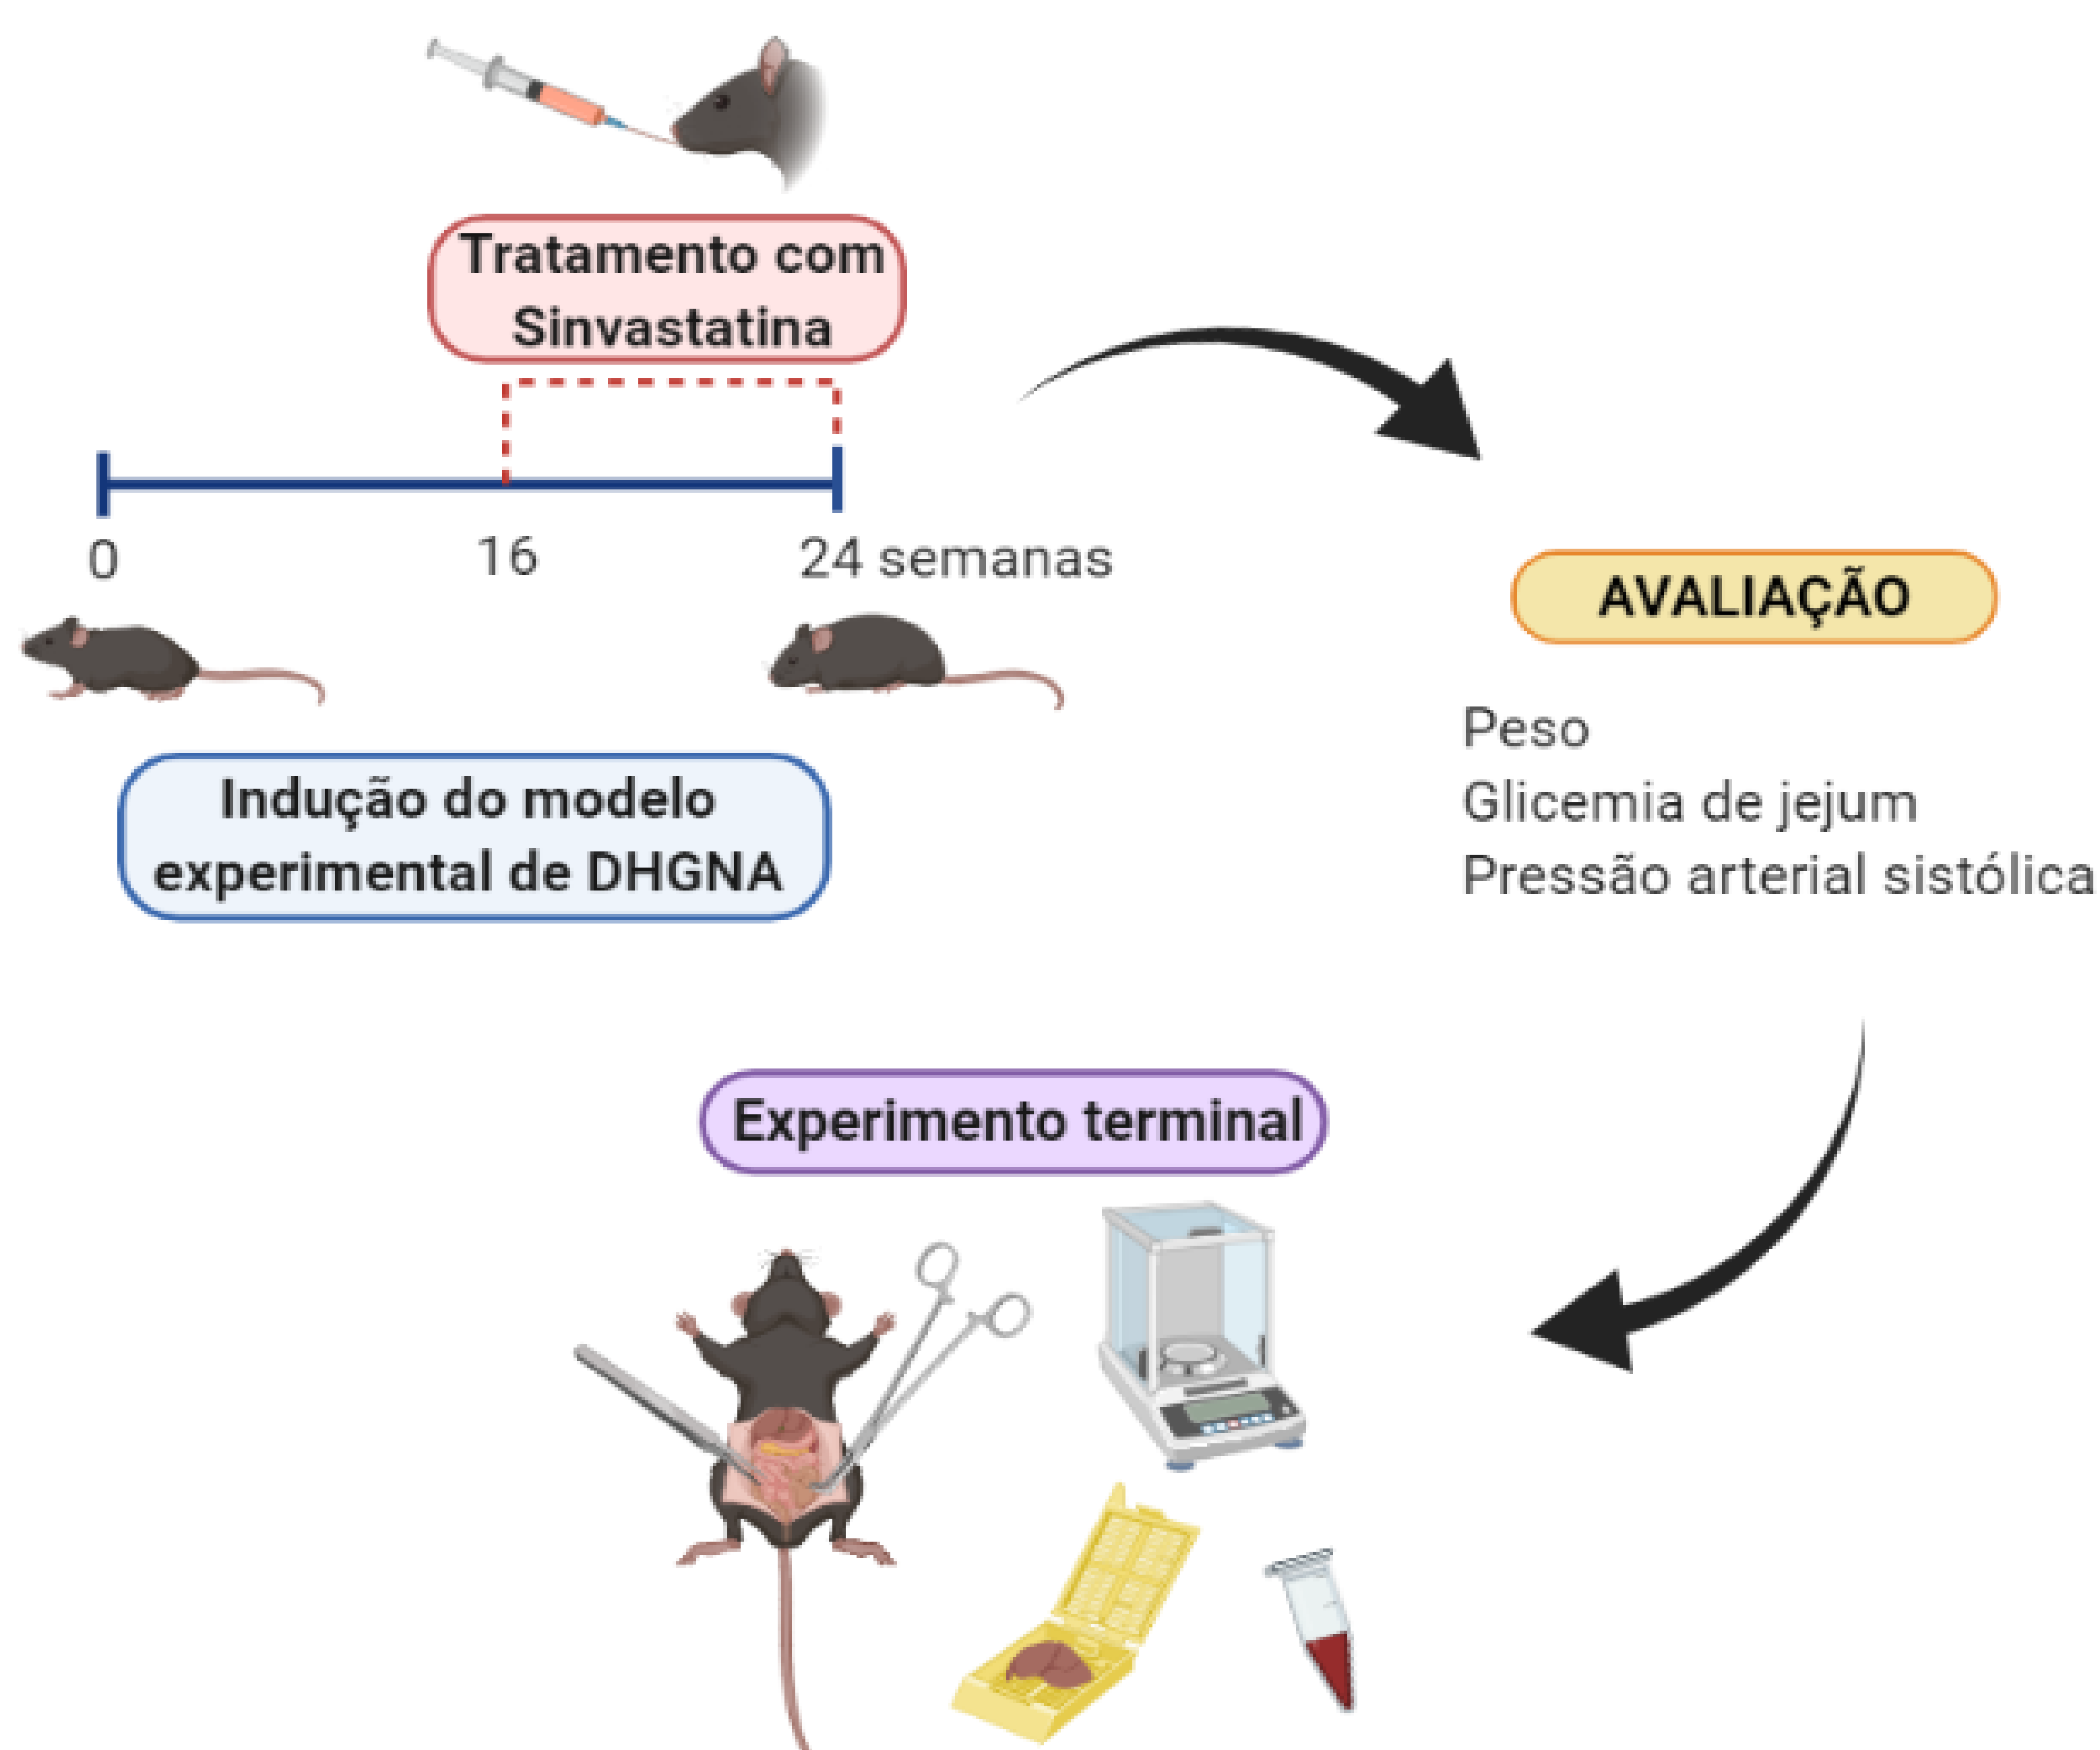 Tratamento com
Sinvastatina
0
16
24 semanas
Indução do modelo
experimental de DHGNA
AVALIAÇÃO
Peso
Glicemia de jejum
Pressão arterial sistólica
Experimento terminal